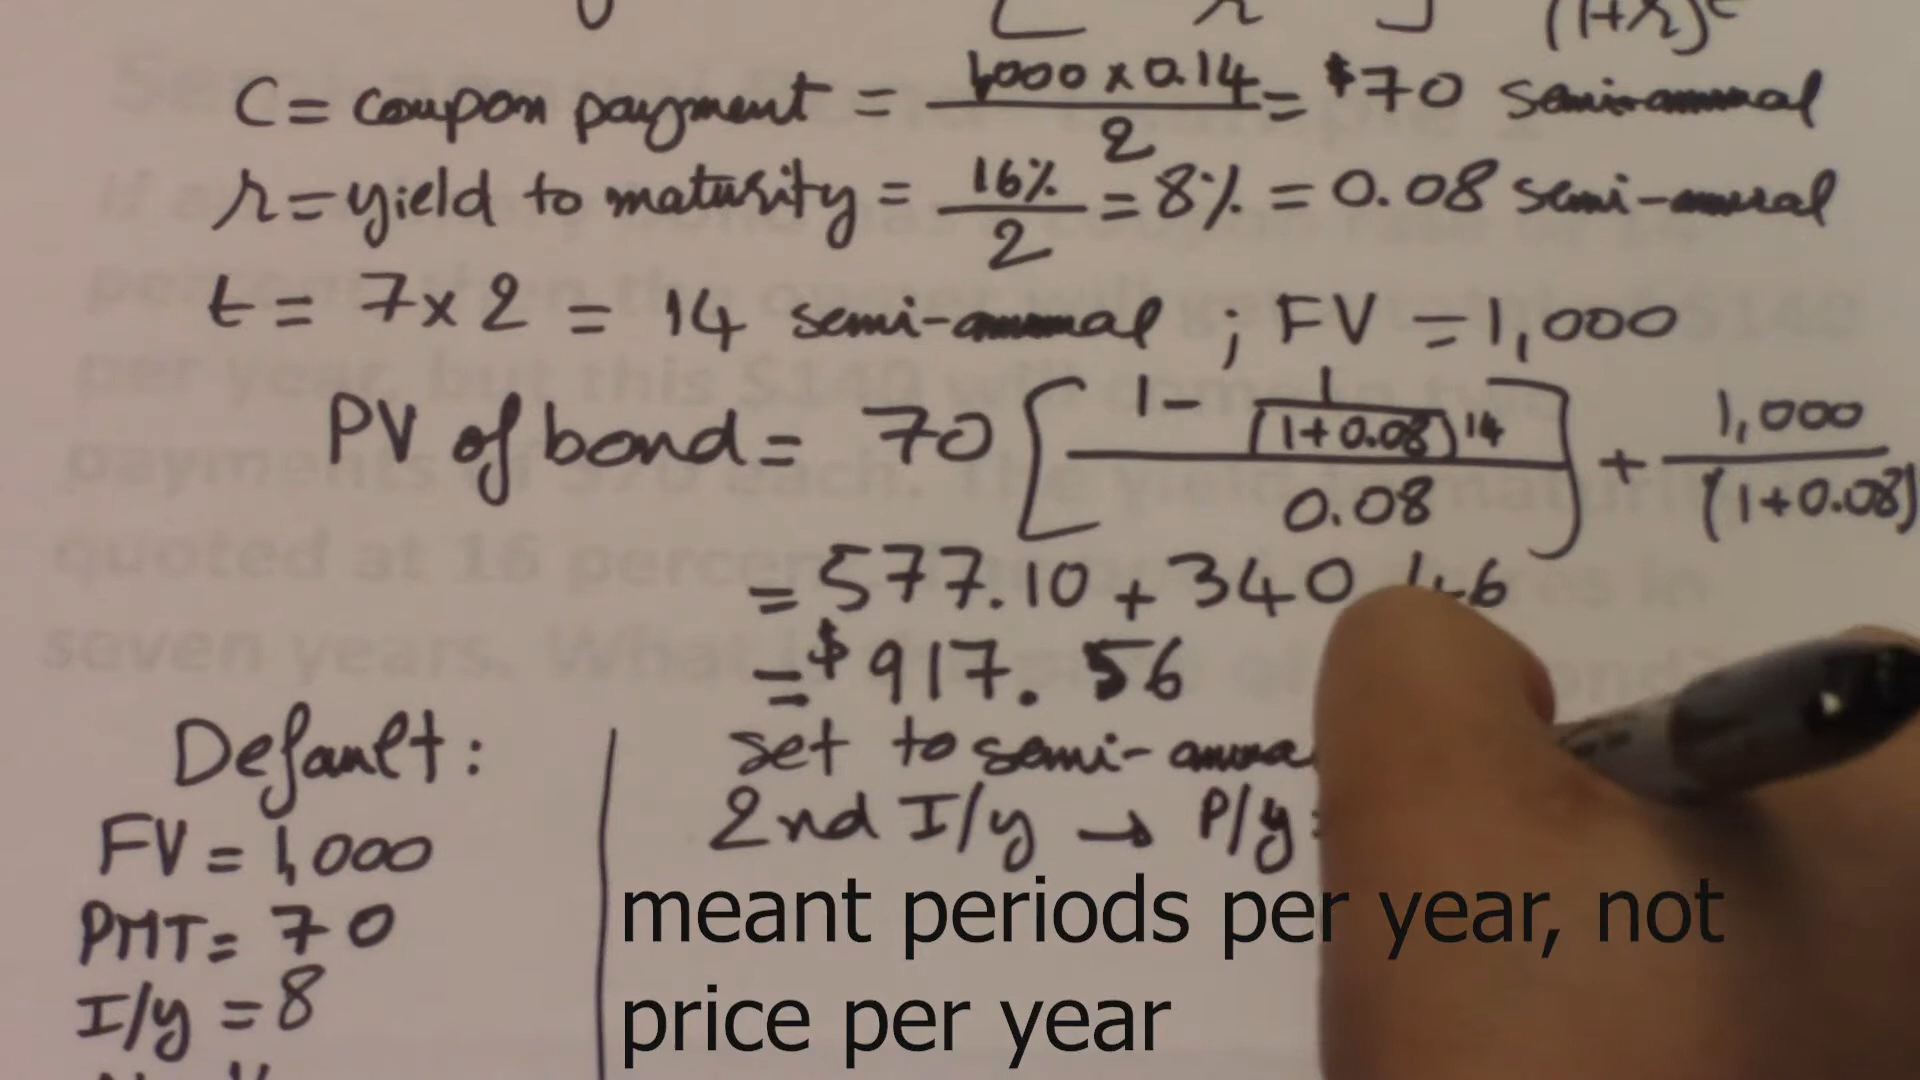 (1+r)t
C = coupon payment = 1,000 x 0.14 / 2 = $70 semi-annual
r = yield to maturity = 16% / 2 = 8% = 0.08 semi-annual
t = 7 x 2 = 14 semi-annual ; FV = 1,000
PV of bond = 70 [ 1 - 1 / (1+0.08)14 / 0.08 ] + 1,000 / (1+0.08)
= 577.10 + 340.46
= $917.56
Default:
FV = 1,000
PMT = 70
I/y = 8
set to semi-annual
2nd I/y → P/y =
meant periods per year, not
price per year